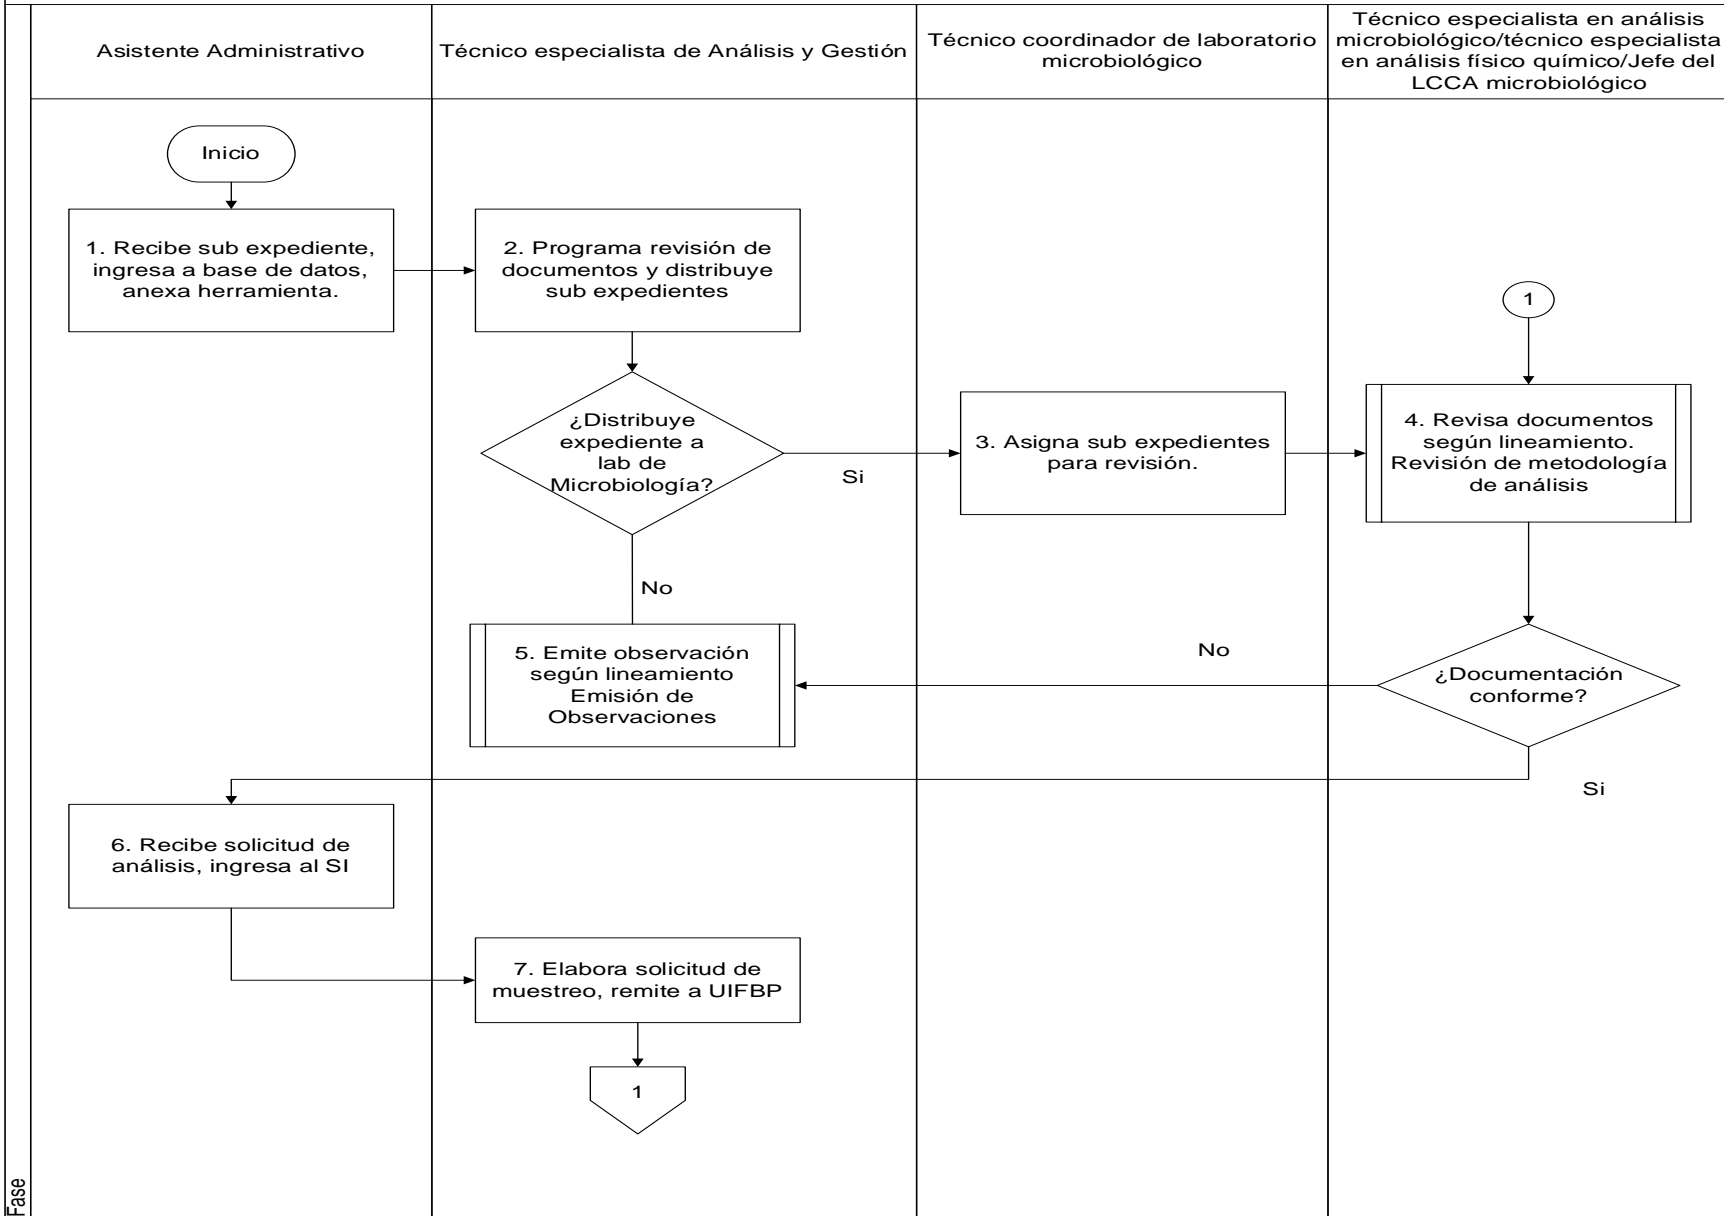 Asistente Administrativo
Técnico especialista de Análisis y Gestión
Técnico coordinador de laboratorio
microbiológico
Técnico especialista en análisis
microbiológico/técnico especialista
en análisis físico químico/Jefe del
LCCA microbiológico
Inicio
1. Recibe sub expediente,
ingresa a base de datos,
anexa herramienta.
2. Programa revisión de
documentos y distribuye
sub expedientes
1
¿Distribuye
expediente a
lab de
Microbiología?
Si
3. Asigna sub expedientes
para revisión.
4. Revisa documentos
según lineamiento.
Revisión de metodología
de análisis
No
5. Emite observación
según lineamiento
Emisión de
Observaciones
No
¿Documentación
conforme?
Si
6. Recibe solicitud de
análisis, ingresa al SI
7. Elabora solicitud de
muestreo, remite a UIFBP
1
Fase